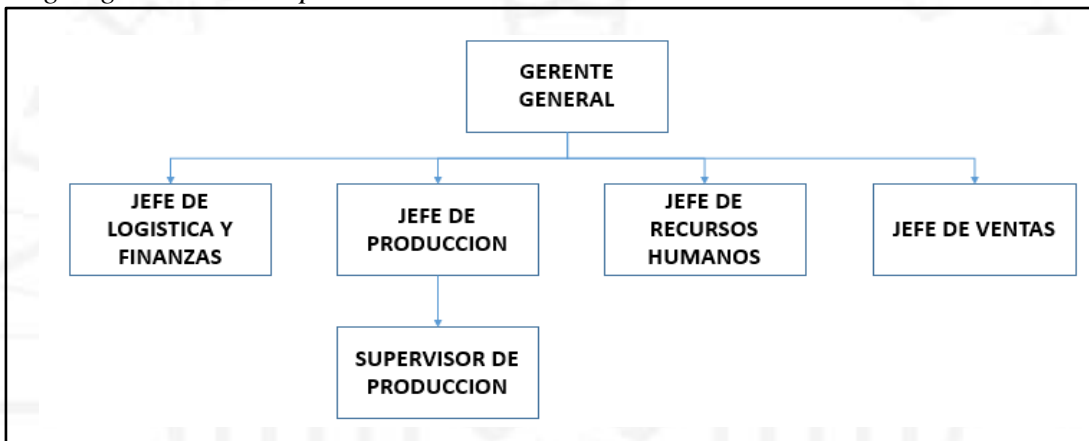 GERENTE
GENERAL
JEFE DE
LOGISTICA Y
FINANZAS
JEFE DE
PRODUCCION
JEFE DE
RECURSOS
HUMANOS
JEFE DE VENTAS
SUPERVISOR DE
PRODUCCION